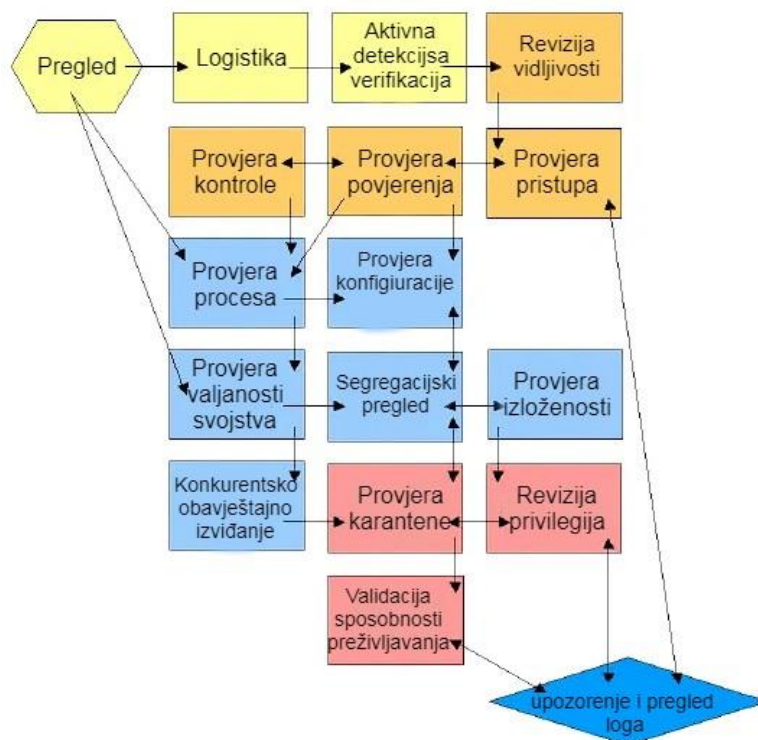 Pregled
Logistika
Aktivna
detekcijsa
verifikacija
Revizija
vidljivosti
Provjera
kontrole
Provjera
povjerenja
Provjera
pristupa
Provjera
procesa
Provjera
konfigiuracije
Provjera
valjanosti
svojstva
Segregacijski
pregled
Provjera
izloženosti
Konkurentsko
obavještajno
izviđanje
Provjera
karantene
Revizija
privilegija
Validacija
sposobnosti
preživljavanja
upozorenje i pregled
loga